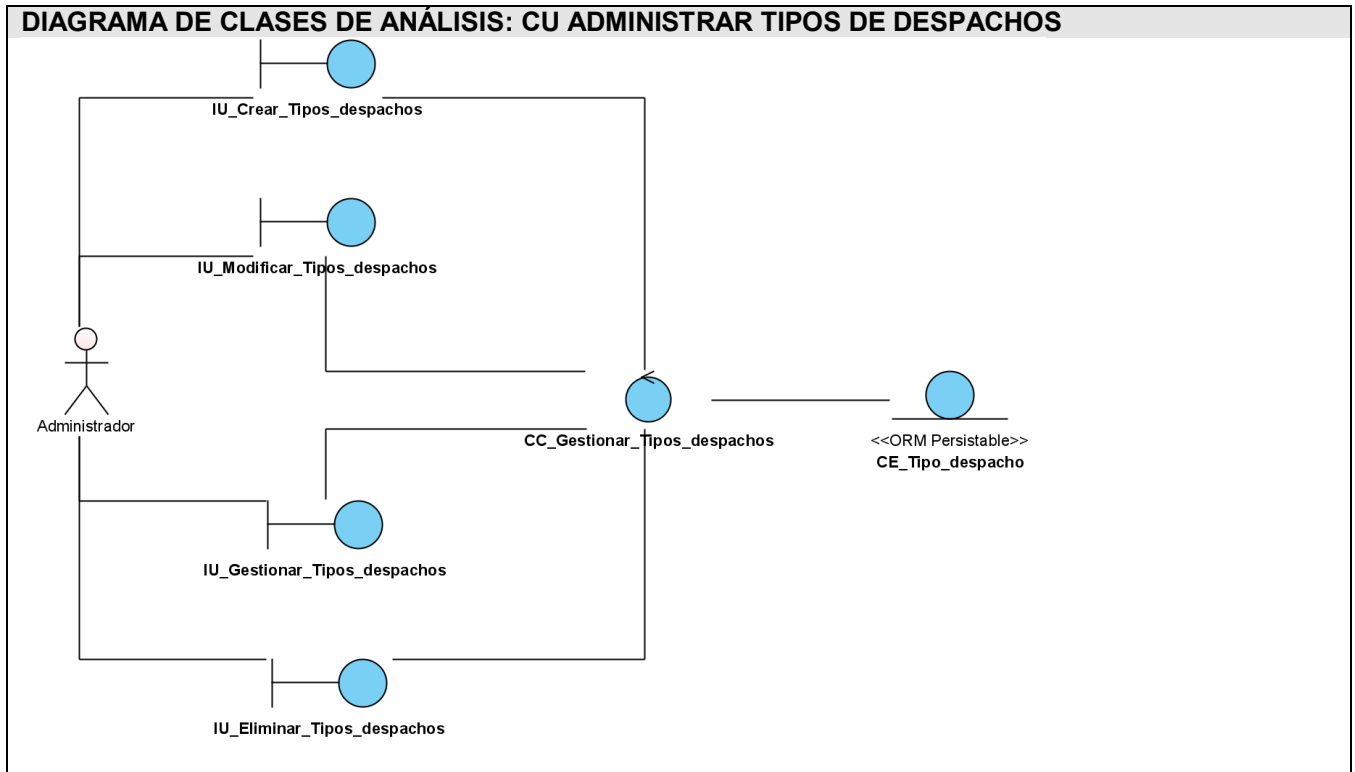 DIAGRAMA DE CLASES DE ANÁLISIS: CU ADMINISTRAR TIPOS DE DESPACHOS
IU_Crear_Tipos_despachos
IU_Modificar_Tipos_despachos
Administrador
CC_Gestionar_Tipos_despachos
<<ORM Persistable>>
CE_Tipo_despacho
IU_Gestionar_Tipos_despachos
IU_Eliminar_Tipos_despachos